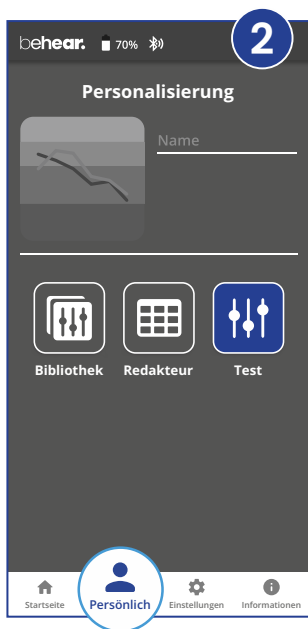 behear. 70% 2
Personalisierung
Name
Bibliothek Redakteur Test
Startseite Persönlich Einstellungen Informationen